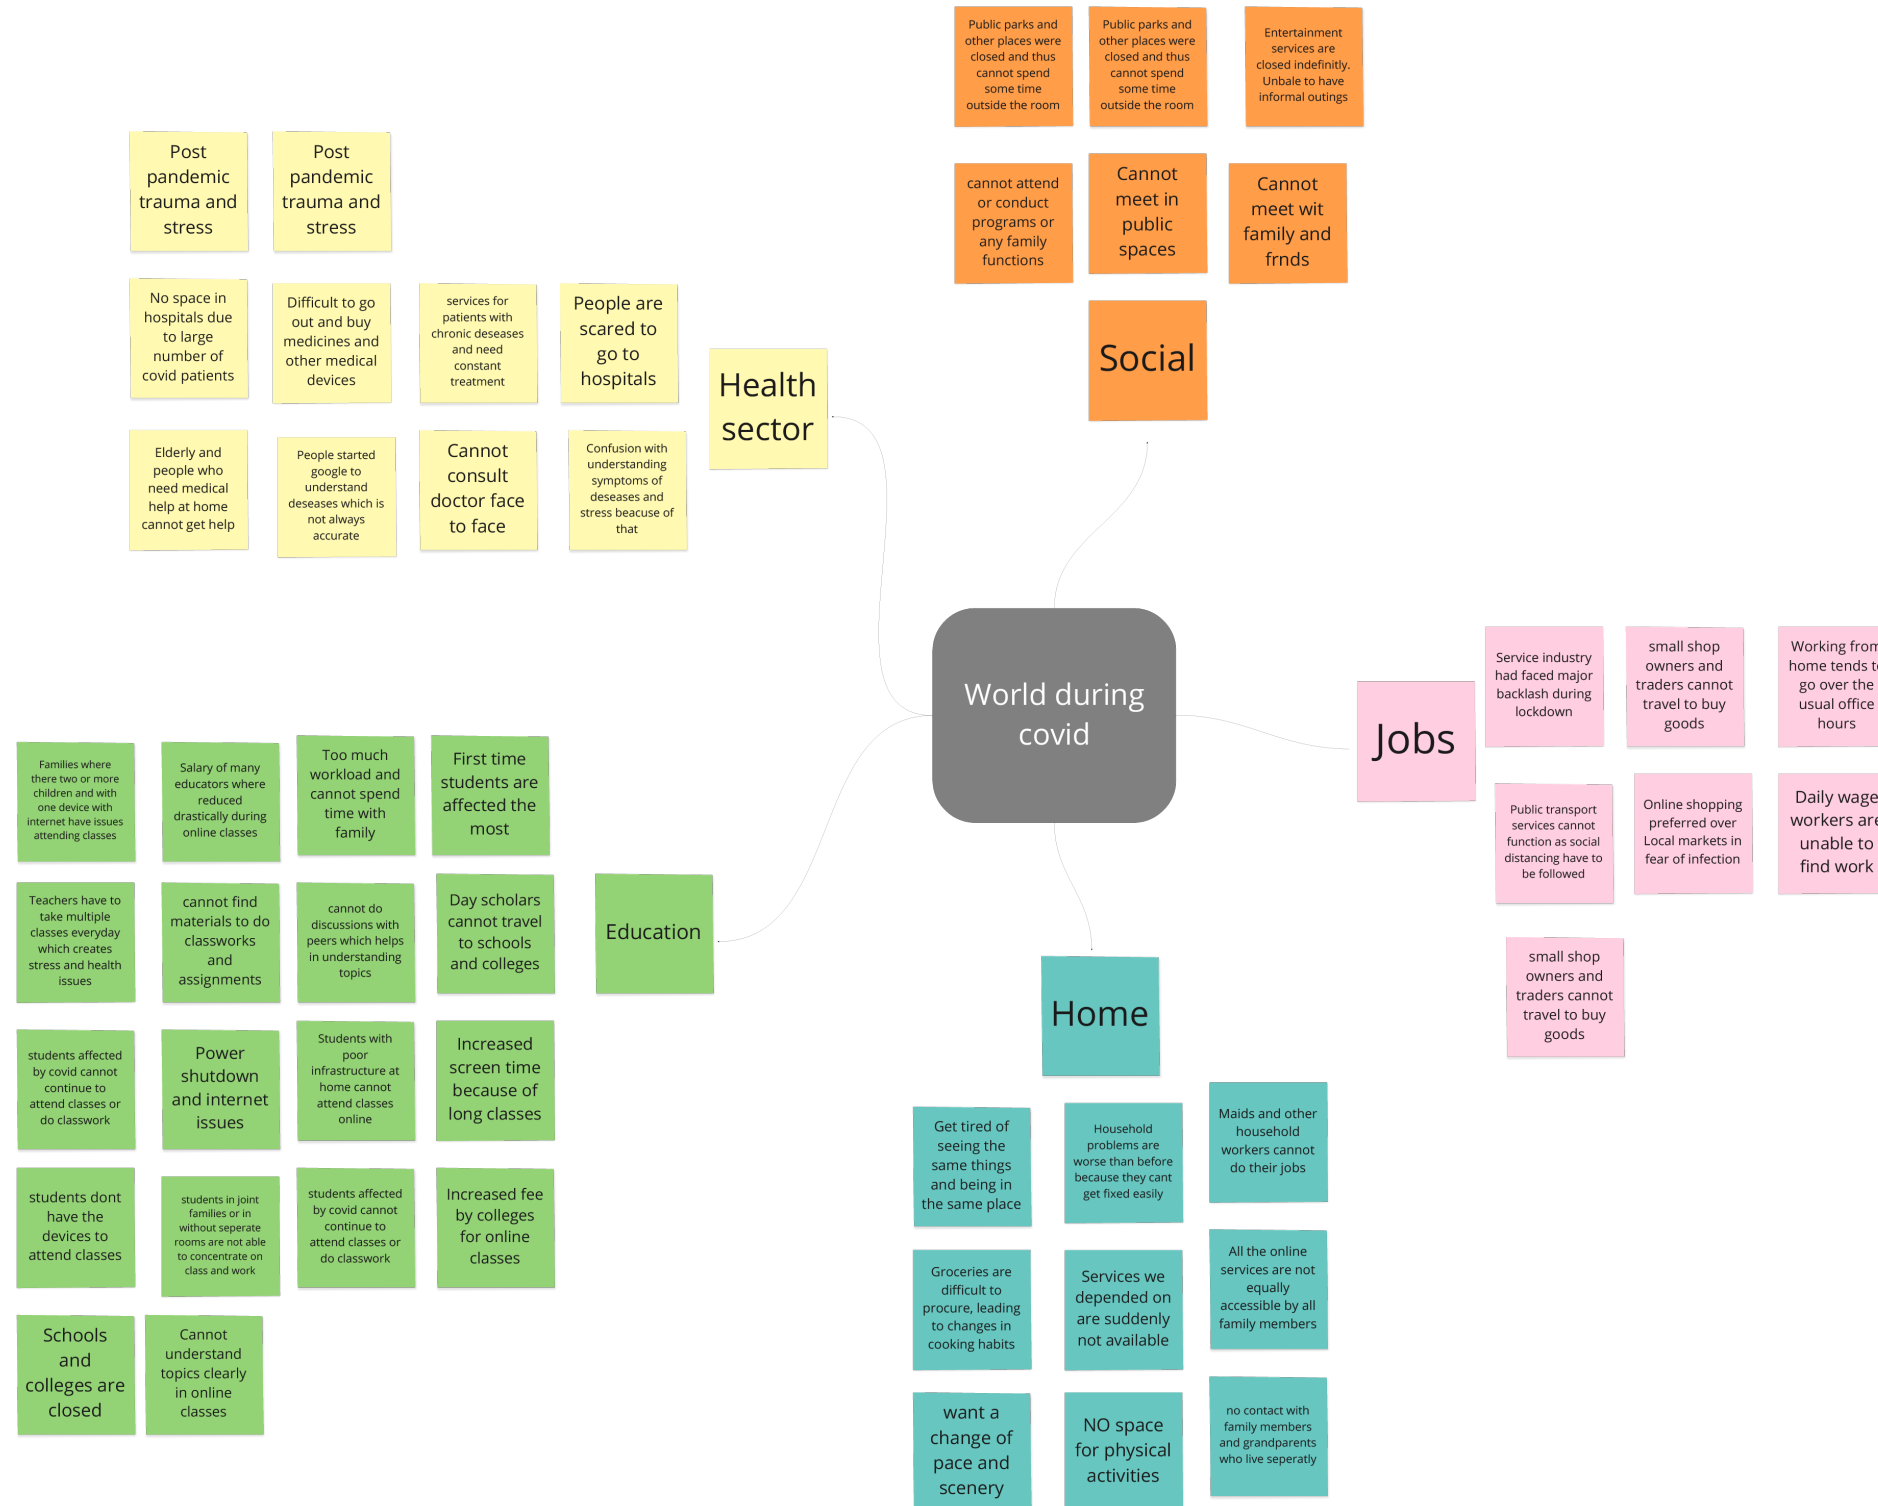 Public parks and
other places were
closed and thus
cannot spend
some time
outside the room
Public parks and
other places were
closed and thus
cannot spend
some time
outside the room
Entertainment
services are
closed indefinitly.
Unbale to have
informal outings
cannot attend
or conduct
programs or
any family
functions
Cannot
meet in
public
spaces
Cannot
meet wit
family and
frnds
Social
Post
pandemic
trauma and
stress
Post
pandemic
trauma and
stress
No space in
hospitals due
to large
number of
covid patients
Difficult to go
out and buy
medicines and
other medical
devices
services for
patients with
chronic deseases
and need
constant
treatment
People are
scared to
go to
hospitals
Health
sector
Elderly and
people who
need medical
help at home
cannot get help
People started
google to
understand
deseases which is
not always
accurate
Cannot
consult
doctor face
to face
Confusion with
understanding
symptoms of
deseases and
stress beacuse of
that
World during
covid
Jobs
Service industry
had faced major
backlash during
lockdown
small shop
owners and
traders cannot
travel to buy
goods
Working from
home tends to
go over the
usual office
hours
Public transport
services cannot
function as social
distancing have to
be followed
Online shopping
preferred over
Local markets in
fear of infection
Daily wage
workers are
unable to
find work
small shop
owners and
traders cannot
travel to buy
goods
Families where
there two or more
children and with
one device with
internet have issues
attending classes
Salary of many
educators where
reduced
drastically during
online classes
Too much
workload and
cannot spend
time with
family
First time
students are
affected the
most
Teachers have to
take multiple
classes everyday
which creates
stress and health
issues
cannot find
materials to do
classworks
and
assignments
cannot do
discussions with
peers which helps
in understanding
topics
Day scholars
cannot travel
to schools
and colleges
Education
students affected
by covid cannot
continue to
attend classes or
do classwork
Power
shutdown
and internet
issues
Students with
poor
infrastructure at
home cannot
attend classes
online
Increased
screen time
because of
long classes
students dont
have the
devices to
attend classes
students in joint
families or in
without seperate
rooms are not able
to concentrate on
class and work
students affected
by covid cannot
continue to
attend classes or
do classwork
Increased fee
by colleges
for online
classes
Schools
and
colleges are
closed
Cannot
understand
topics clearly
in online
classes
Home
Get tired of
seeing the
same things
and being in
the same place
Household
problems are
worse than before
because they cant
get fixed easily
Maids and other
household
workers cannot
do their jobs
Groceries are
difficult to
procure, leading
to changes in
cooking habits
Services we
depended on
are suddenly
not available
All the online
services are not
equally
accessible by all
family members
want a
change of
pace and
scenery
NO space
for physical
activities
no contact with
family members
and grandparents
who live seperatly